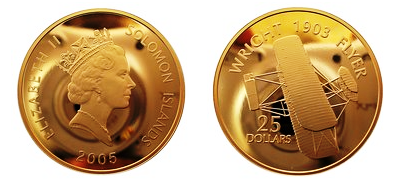 ELIZABETH II SOLOMON ISLANDS
2005
WRIGHT 1903 FLYER
25
DOLLARS